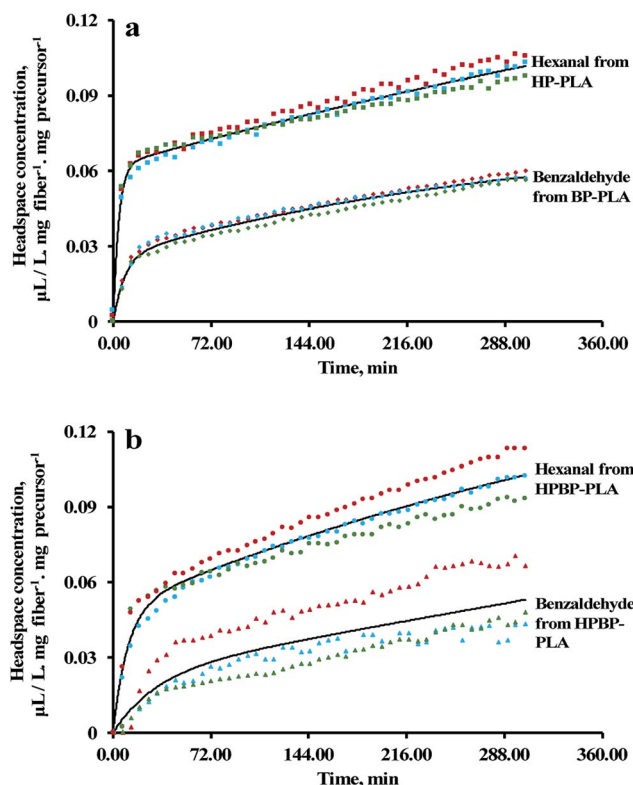 a
Headspace concentration,
µL / L. mg fiber⁻¹. mg precursor⁻¹
0.12
0.09
0.06
0.03
0
Hexanal from
HP-PLA
Benzaldehyde
from BP-PLA
0.00 72.00 144.00 216.00 288.00 360.00
Time, min
b
Headspace concentration,
µL / L. mg fiber⁻¹. mg precursor⁻¹
0.12
0.09
0.06
0.03
0
Hexanal from
HPBP-PLA
Benzaldehyde
from HPBP-
PLA
0.00 72.00 144.00 216.00 288.00 360.00
Time, min